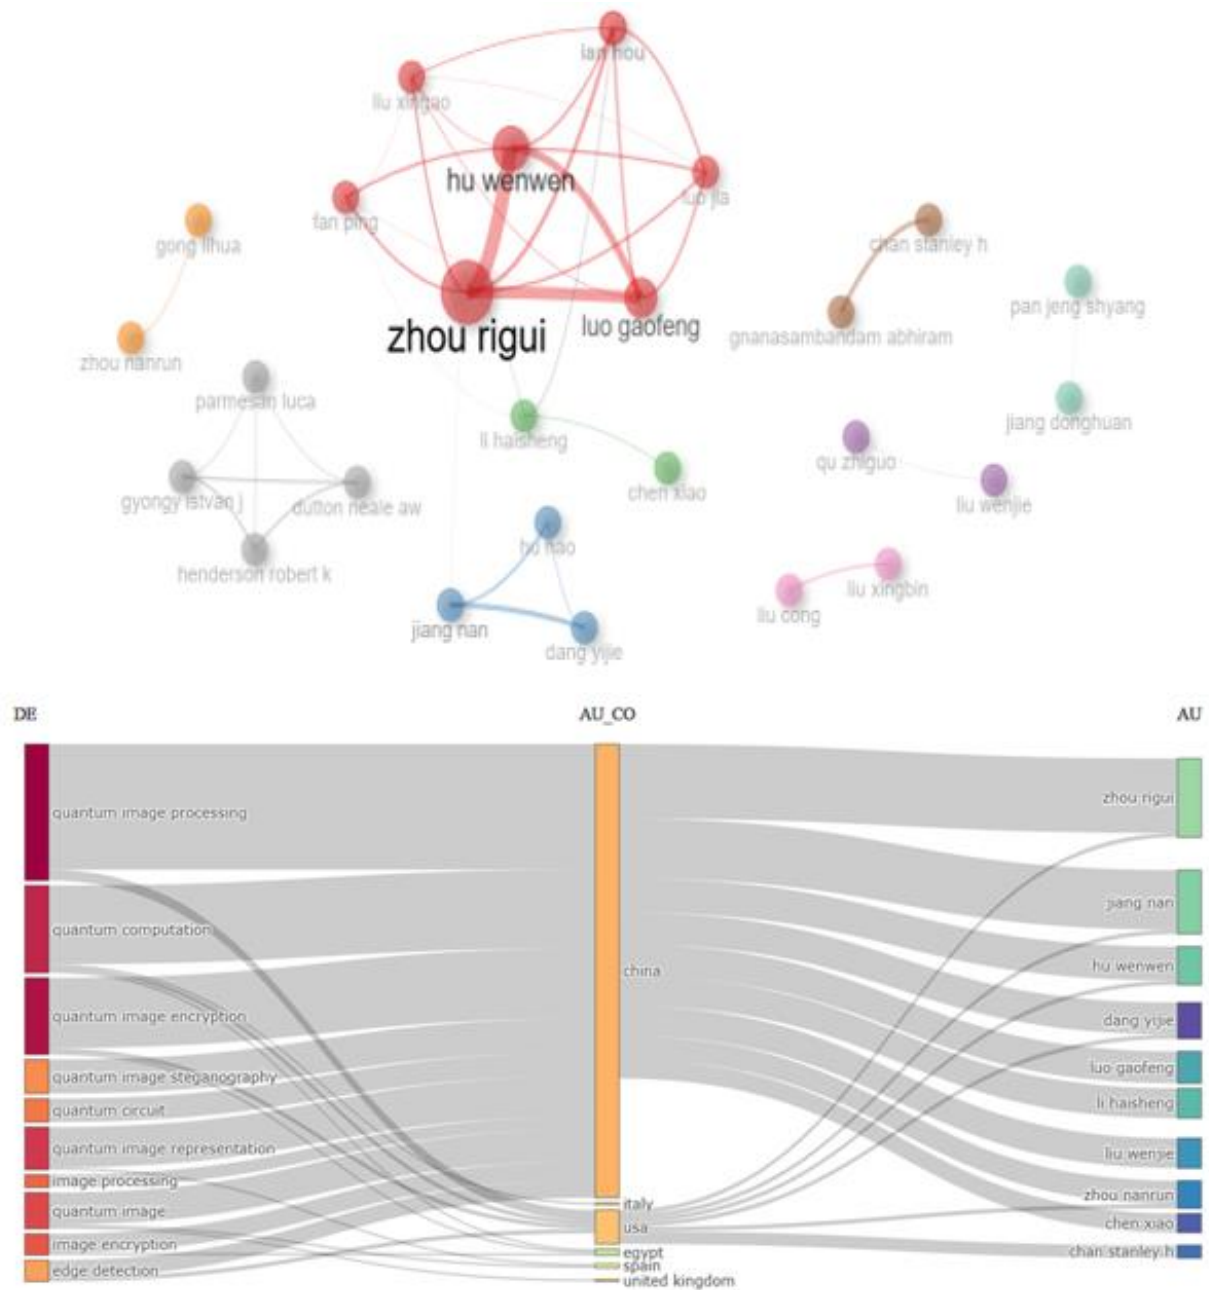 ian hou
liu xingao
hu wenwen
luo jia
fan ping
gong lihua
chan stanley h
pan jeng shyang
zhou rigui
luo gaofeng
gnanasambandam abhiram
zhou nanrun
parmesan luca
li haisheng
jiang donghuan
qu zhiguo
chen xiao
liu wenjie
gyongy istvan j
dutton neale aw
hu hao
henderson robert k
liu xingbin
liu cong
jiang nan
dang yijie
DE AU_CO AU
quantum image processing
quantum computation
quantum image encryption
quantum image steganography
quantum circuit
quantum image representation
image processing
quantum image
image encryption
edge detection
china
italy
usa
egypt
spain
united kingdom
zhou rigui
jiang nan
hu wenwen
dang yijie
luo gaofeng
li haisheng
liu wenjie
zhou nanrun
chen xiao
chan stanley h